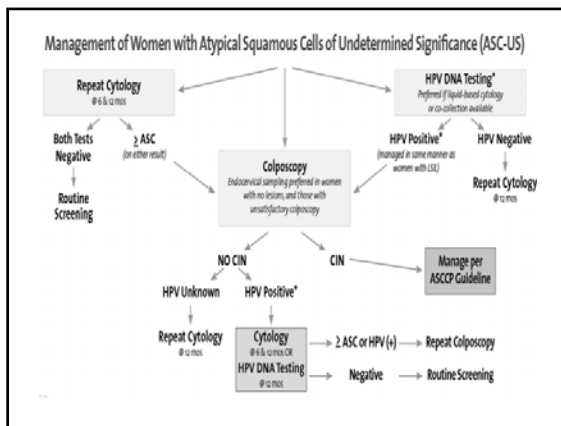 Management of Women with Atypical Squamous Cells of Undetermined Significance (ASC-US)
Repeat Cytology
@ 6 & 12 mos
HPV DNA Testing*
Preferred if liquid-based cytology
or co-collection available
Both Tests
Negative
≥ ASC
(on either result)
HPV Positive*
(managed in same manner as
women with LSIL)
HPV Negative
Colposcopy
Endocervical sampling preferred in women
with no lesions, and those with
unsatisfactory colposcopy
Routine
Screening
Repeat Cytology
@ 12 mos
NO CIN
CIN
Manage per
ASCCP Guideline
HPV Unknown
HPV Positive*
Repeat Cytology
@ 12 mos
Cytology
@ 6 & 12 mos OR
HPV DNA Testing
@ 12 mos
≥ ASC or HPV (+)
Repeat Colposcopy
Negative
Routine Screening